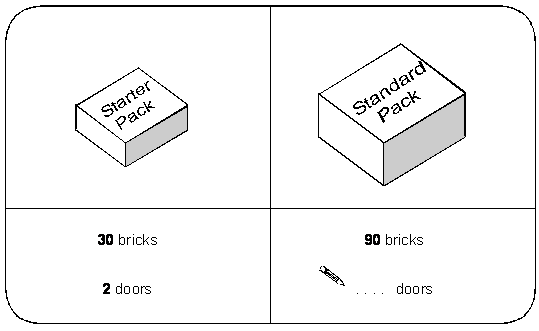 Starter
Pack
Standard
Pack
30 bricks
90 bricks
2 doors
.... doors